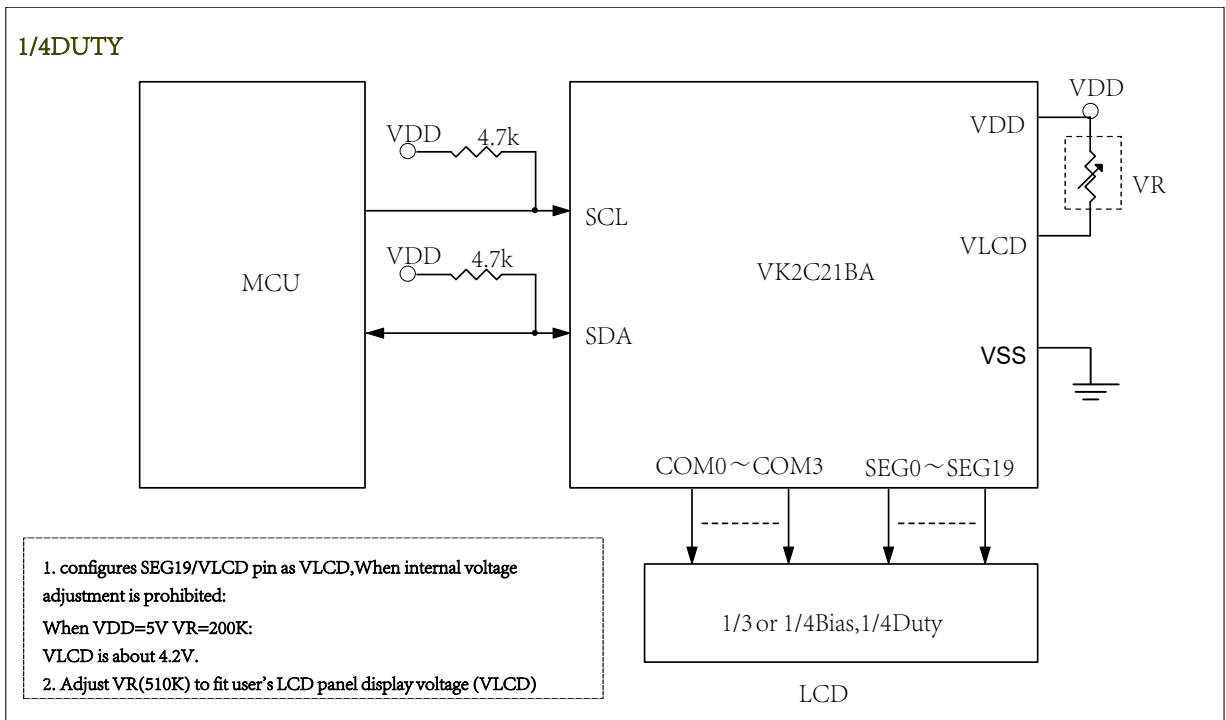 1/4DUTY
VDD
VDD
4.7k
VDD
VR
SCL
VLCD
VDD
4.7k
MCU
VK2C21BA
SDA
VSS
COM0～COM3 SEG0～SEG19
1. configures SEG19/VLCD pin as VLCD,When internal voltage
adjustment is prohibited:
When VDD=5V VR=200K:
VLCD is about 4.2V.
2. Adjust VR(510K) to fit user's LCD panel display voltage (VLCD)
1/3 or 1/4Bias,1/4Duty
LCD